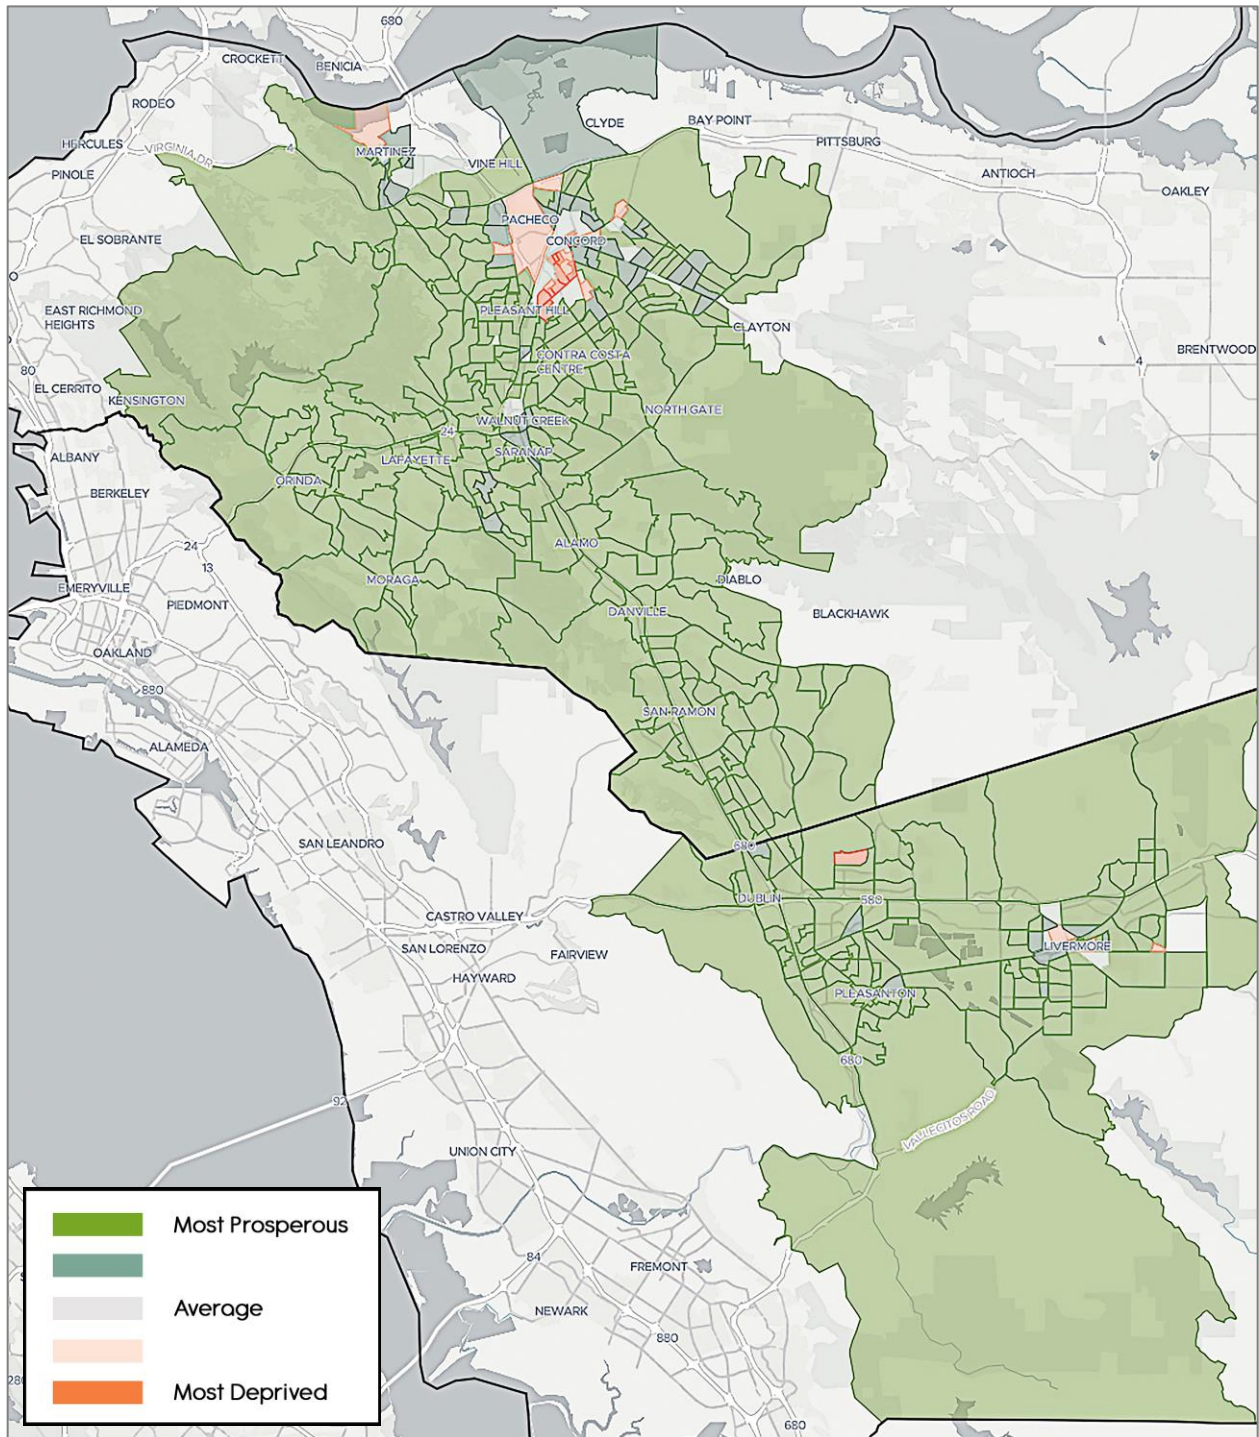 680
CROCKETT
BENICIA
RODEO
CLYDE
BAY POINT
HERCULES
VIRGINIA DR
4
MARTINEZ
PITTSBURG
VINE HILL
PINOLE
ANTIOCH
OAKLEY
PACHECO
EL SOBRANTE
CONCORD
EAST RICHMOND
HEIGHTS
PLEASANT HILL
CLAYTON
BRENTWOOD
CONTRA COSTA
CENTRE
4
80
EL CERRITO
KENSINGTON
NORTH GATE
WALNUT CREEK
24
SARANAP
ALBANY
LAFAYETTE
ORINDA
BERKELEY
ALAMO
24
13
MORAGA
DIABLO
EMERYVILLE
PIEDMONT
DANVILLE
BLACKHAWK
OAKLAND
880
SAN RAMON
ALAMEDA
SAN LEANDRO
680
DUBLIN
580
CASTRO VALLEY
SAN LORENZO
FAIRVIEW
LIVERMORE
HAYWARD
PLEASANTON
680
92
VALLECITOS ROAD
UNION CITY
84
FREMONT
NEWARK
880
680
Most Prosperous
Average
Most Deprived